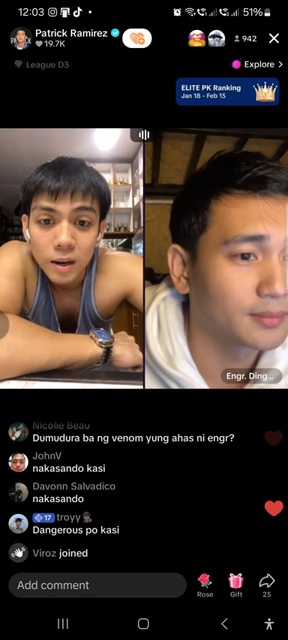 12:03
51%
Patrick Ramirez
19.7K
942
League D3
Explore >
ELITE PK Ranking
Jan 18 - Feb 15
Engr. Ding...
Nicolie Beau
Dumudura ba ng venom yung ahas ni engr?
JohnV
nakasando kasi
Davonn Salvadico
nakasando
17 troyy
Dangerous po kasi
Viroz joined
Add comment
Rose
Gift
25